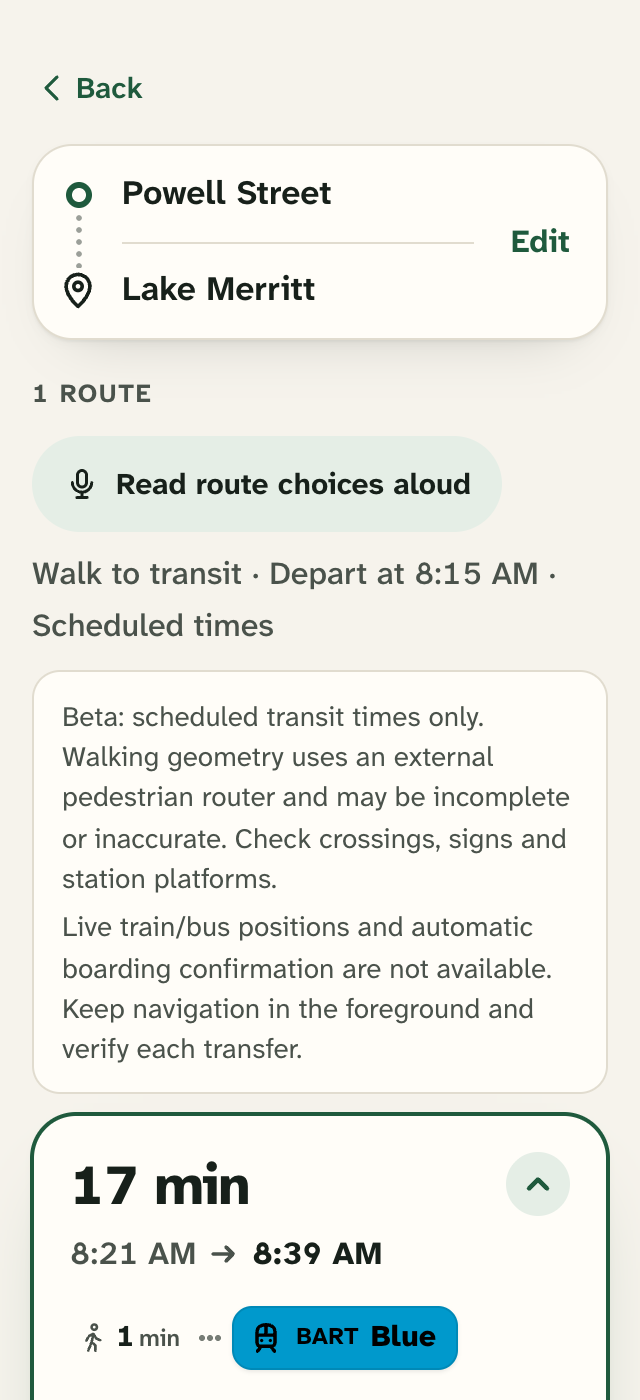 Back
Powell Street
Edit
Lake Merritt
1 ROUTE
Read route choices aloud
Walk to transit · Depart at 8:15 AM ·
Scheduled times
Beta: scheduled transit times only.
Walking geometry uses an external
pedestrian router and may be incomplete
or inaccurate. Check crossings, signs and
station platforms.
Live train/bus positions and automatic
boarding confirmation are not available.
Keep navigation in the foreground and
verify each transfer.
17 min
8:21 AM → 8:39 AM
1 min ••• BART Blue